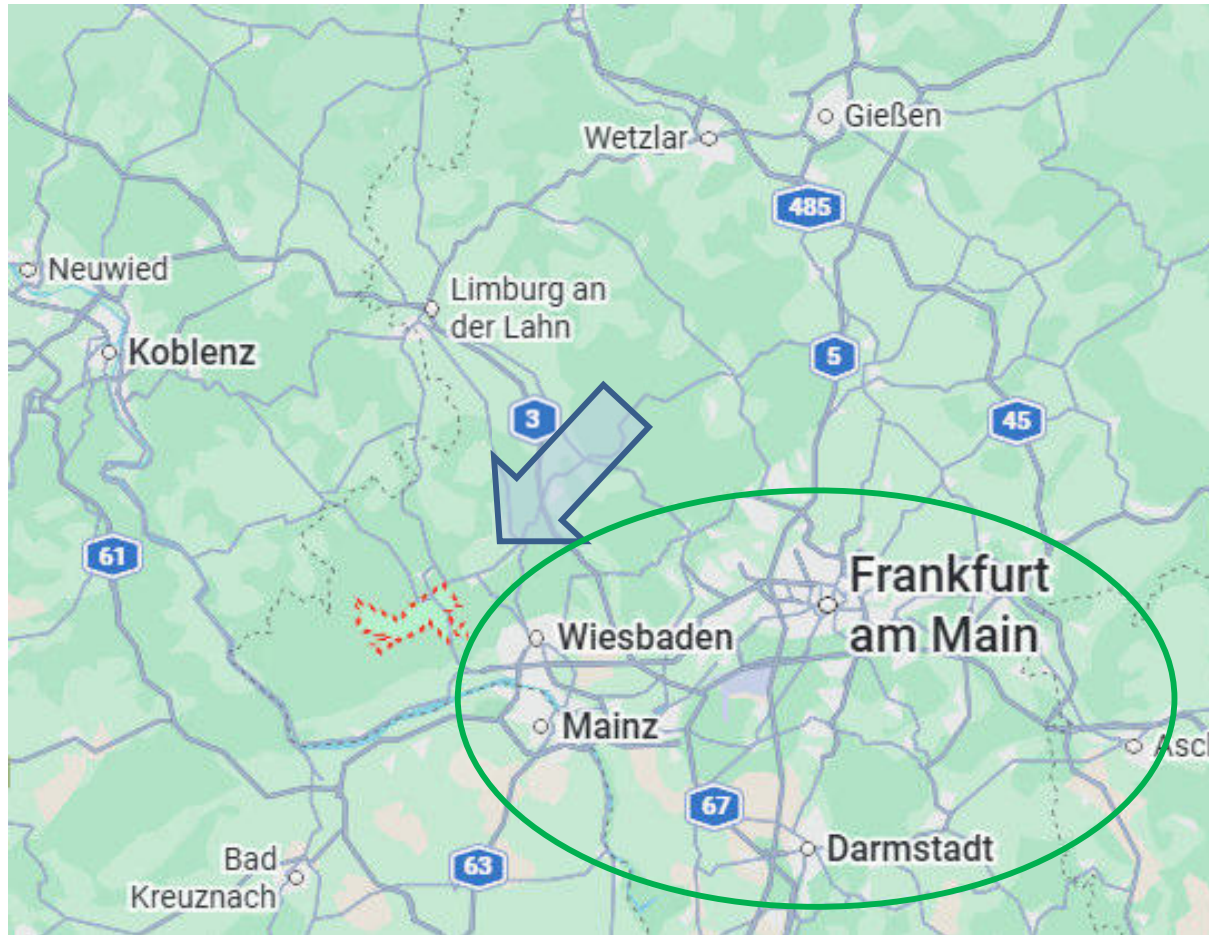 Gießen
Wetzlar
485
Neuwied
Limburg an
der Lahn
Koblenz
5
3
45
61
Frankfurt
am Main
Wiesbaden
Mainz
Asch
67
Darmstadt
Bad
Kreuznach
63